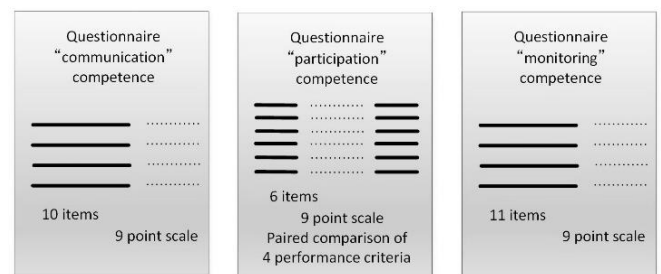 Questionnaire
“communication”
competence
10 items
9 point scale
Questionnaire
“participation”
competence
6 items
9 point scale
Paired comparison of
4 performance criteria
Questionnaire
“monitoring”
competence
11 items
9 point scale